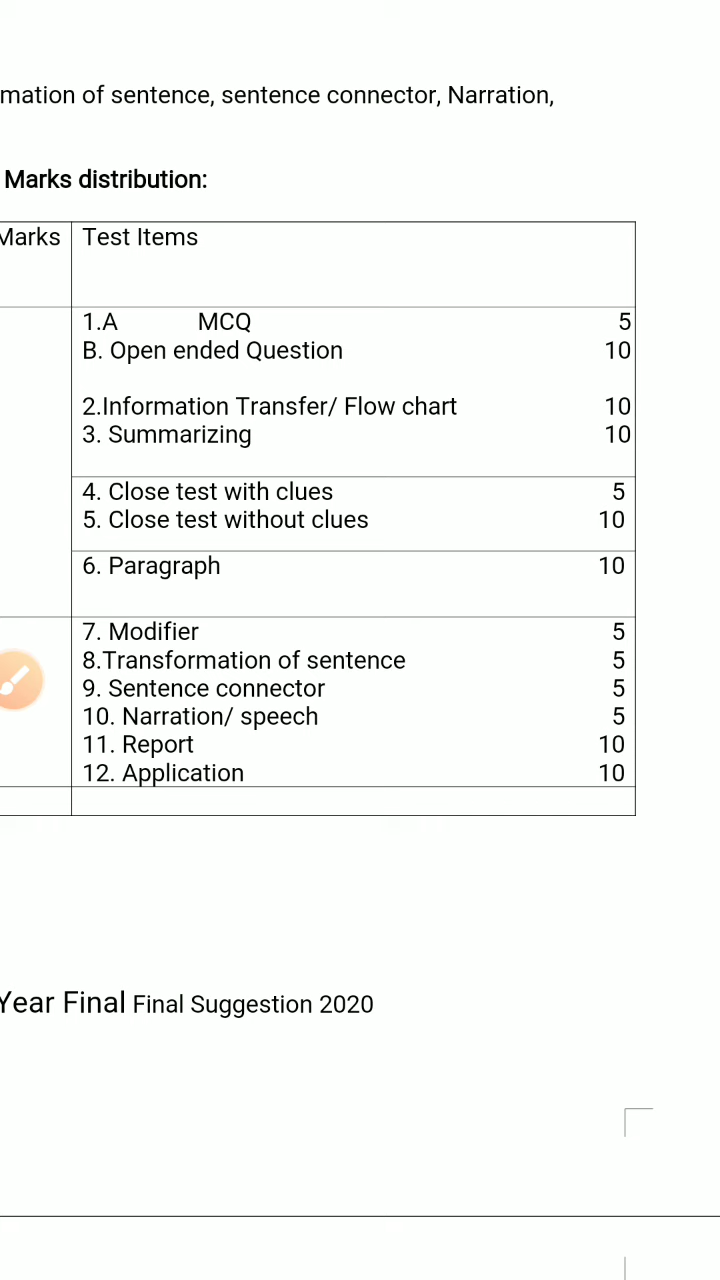 mation of sentence, sentence connector, Narration,
Marks distribution:
Marks Test Items
1.A MCQ 5
B. Open ended Question 10
2.Information Transfer/ Flow chart 10
3. Summarizing 10
4. Close test with clues 5
5. Close test without clues 10
6. Paragraph 10
7. Modifier 5
8.Transformation of sentence 5
9. Sentence connector 5
10. Narration/ speech 5
11. Report 10
12. Application 10
Year Final Final Suggestion 2020